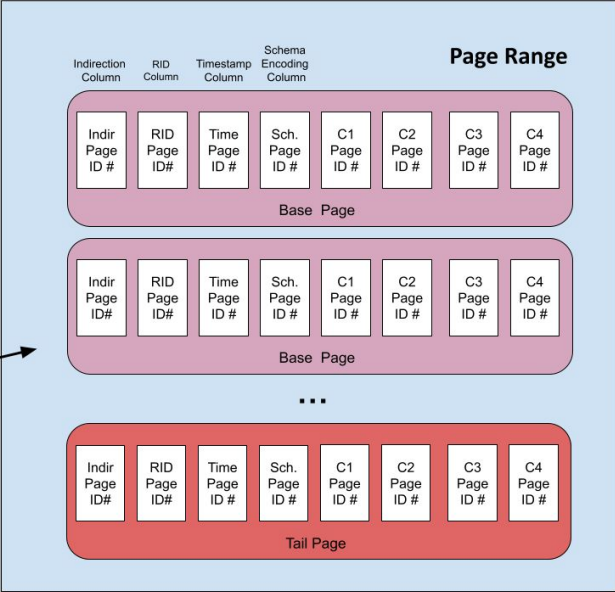 Page Range
Indirection Column
RID Column
Timestamp Column
Schema Encoding Column
Indir Page ID #
RID Page ID#
Time Page ID #
Sch. Page ID #
C1 Page ID #
C2 Page ID #
C3 Page ID #
C4 Page ID #
Base Page
Indir Page ID#
RID Page ID#
Time Page ID #
Sch. Page ID #
C1 Page ID #
C2 Page ID #
C3 Page ID #
C4 Page ID #
Base Page
...
Indir Page ID#
RID Page ID#
Time Page ID #
Sch. Page ID #
C1 Page ID #
C2 Page ID #
C3 Page ID #
C4 Page ID #
Tail Page